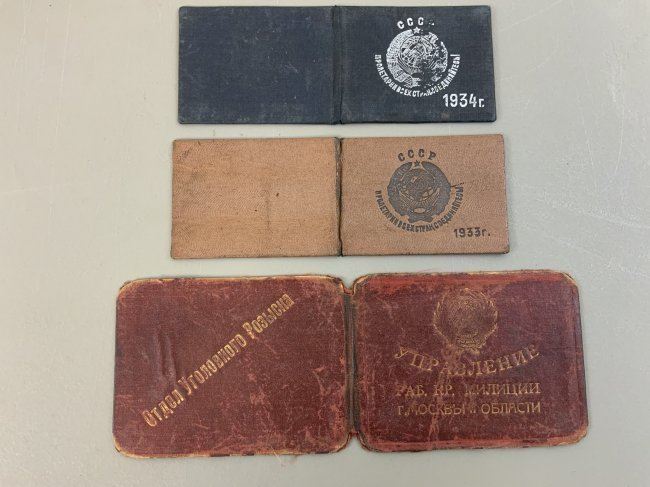 СССР
ПРОЛЕТАРИИ ВСЕХ СТРАН, СОЕДИНЯЙТЕСЬ!
1934г.
СССР
ПРОЛЕТАРИИ ВСЕХ СТРАН, СОЕДИНЯЙТЕСЬ!
1933г.
Отдел Уголовного Розыска
УПРАВЛЕНИЕ
РАБ. КР. МИЛИЦИИ
Г. МОСКВЫ И ОБЛАСТИ